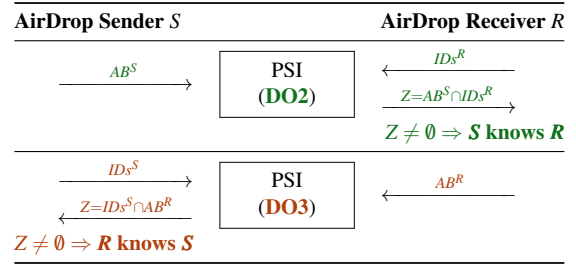 AirDrop Sender S AirDrop Receiver R
AB^S PSI IDs^R
(DO2) Z=AB^S∩IDs^R
Z ≠ ∅ ⇒ S knows R
IDs^S PSI AB^R
Z=IDs^S∩AB^R (DO3)
Z ≠ ∅ ⇒ R knows S